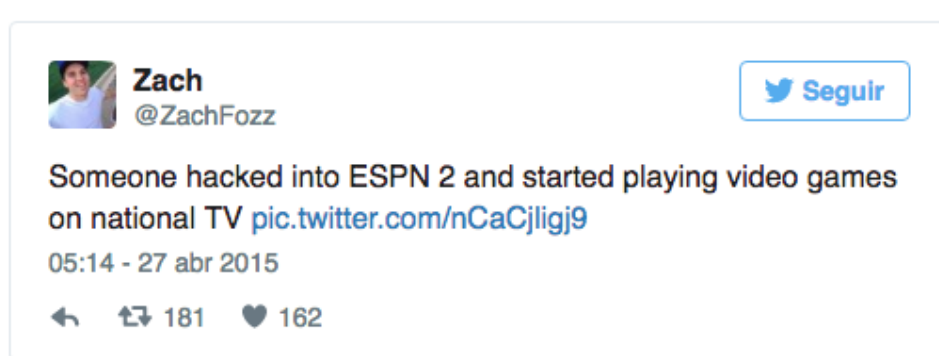 Zach
@ZachFozz
Seguir
Someone hacked into ESPN 2 and started playing video games
on national TV pic.twitter.com/nCaCjligj9
05:14 - 27 abr 2015
181 162